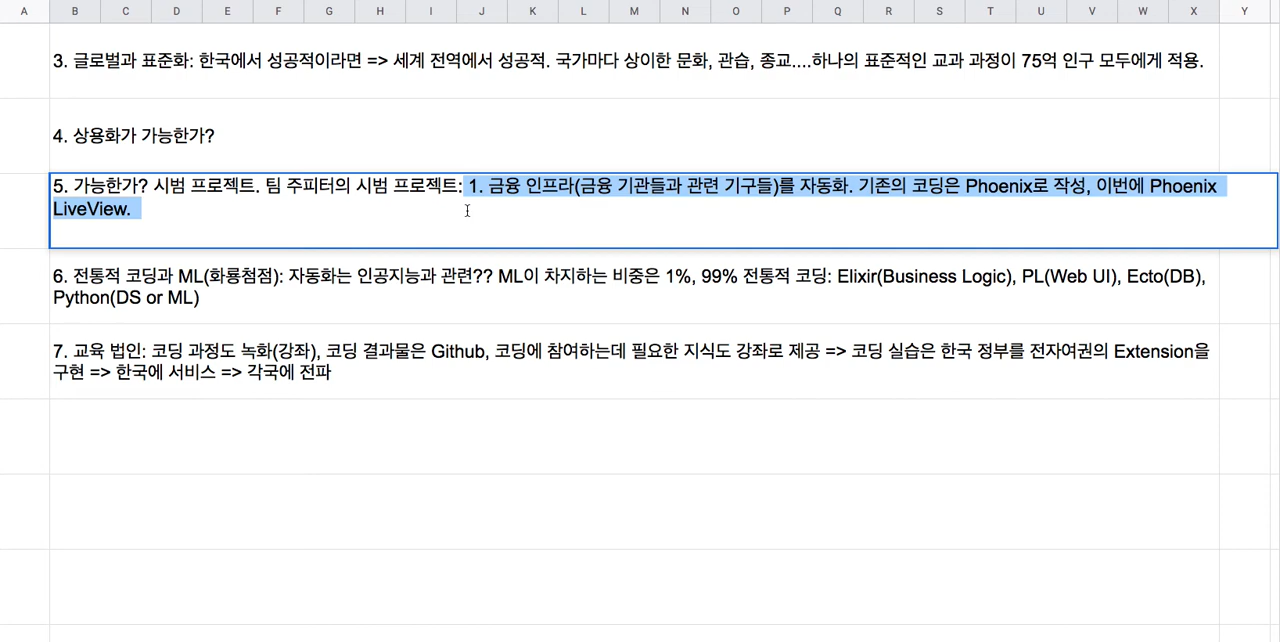 A B C D E F G H I J K L M N O P Q R S T U V W X Y
3. 글로벌과 표준화: 한국에서 성공적이라면 => 세계 전역에서 성공적. 국가마다 상이한 문화, 관습, 종교....하나의 표준적인 교과 과정이 75억 인구 모두에게 적용.
4. 상용화가 가능한가?
5. 가능한가? 시범 프로젝트. 팀 주피터의 시범 프로젝트: 1. 금융 인프라(금융 기관들과 관련 기구들)를 자동화. 기존의 코딩은 Phoenix로 작성, 이번에 Phoenix
LiveView.
6. 전통적 코딩과 ML(화룡첨점): 자동화는 인공지능과 관련?? ML이 차지하는 비중은 1%, 99% 전통적 코딩: Elixir(Business Logic), PL(Web UI), Ecto(DB),
Python(DS or ML)
7. 교육 법인: 코딩 과정도 녹화(강좌), 코딩 결과물은 Github, 코딩에 참여하는데 필요한 지식도 강좌로 제공 => 코딩 실습은 한국 정부를 전자여권의 Extension을
구현 => 한국에 서비스 => 각국에 전파